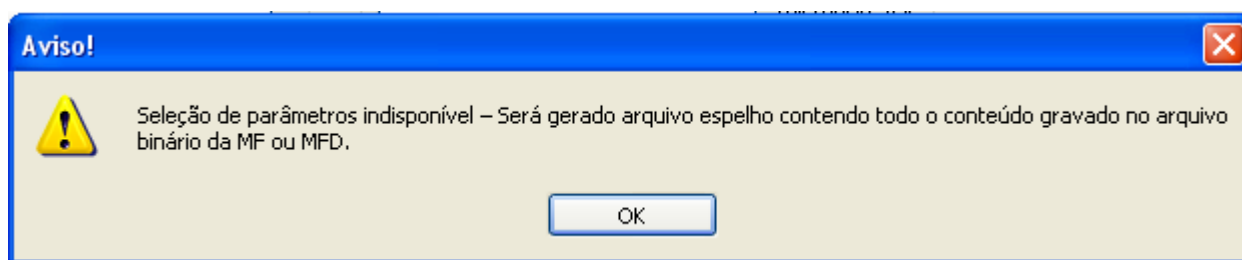 Aviso!
Seleção de parâmetros indisponível – Será gerado arquivo espelho contendo todo o conteúdo gravado no arquivo
binário da MF ou MFD.
OK